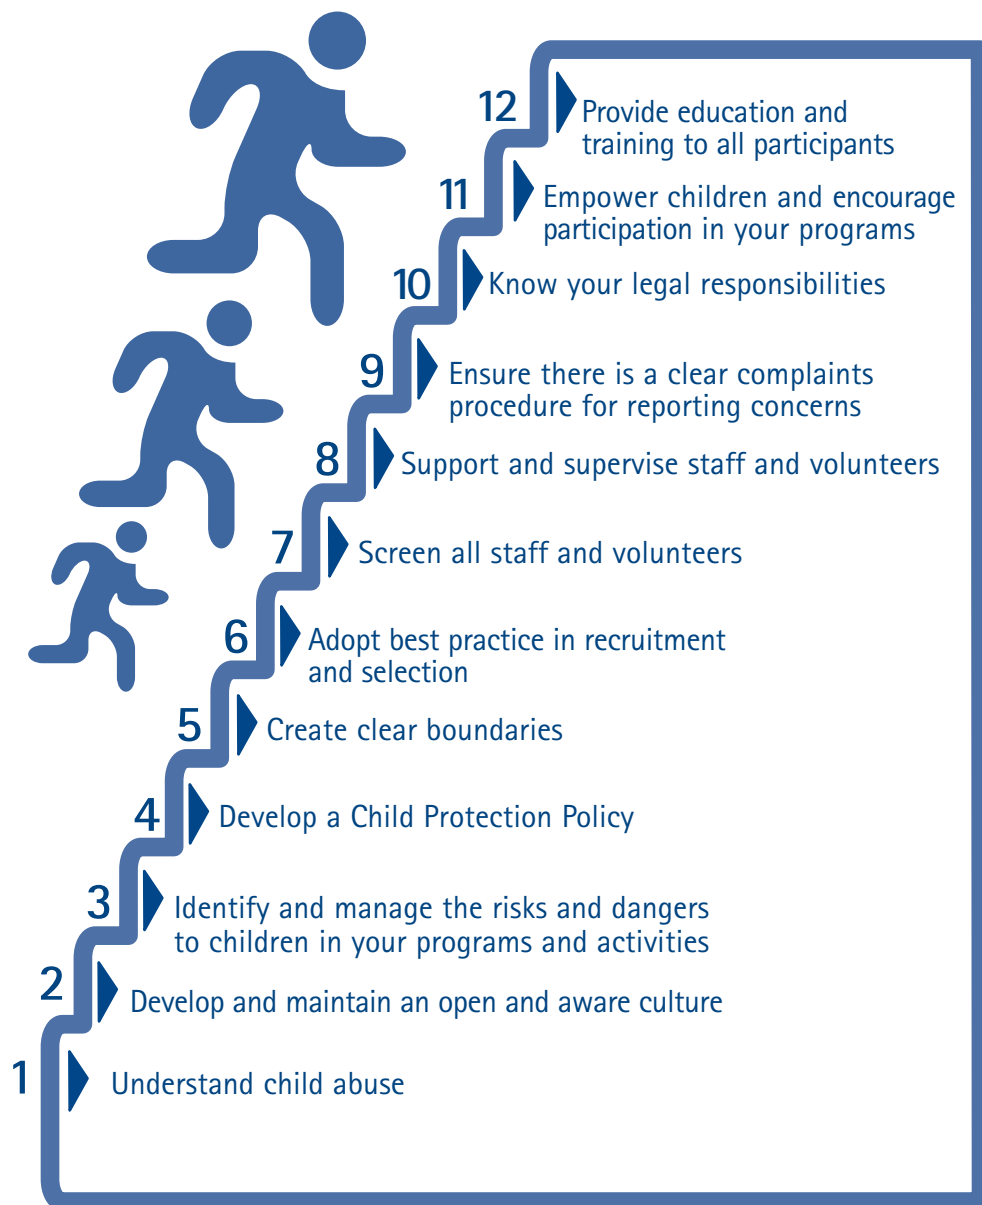 12
Provide education and
training to all participants
11
Empower children and encourage
participation in your programs
10
Know your legal responsibilities
9
Ensure there is a clear complaints
procedure for reporting concerns
8
Support and supervise staff and volunteers
7
Screen all staff and volunteers
6
Adopt best practice in recruitment
and selection
5
Create clear boundaries
4
Develop a Child Protection Policy
3
Identify and manage the risks and dangers
to children in your programs and activities
2
Develop and maintain an open and aware culture
1
Understand child abuse